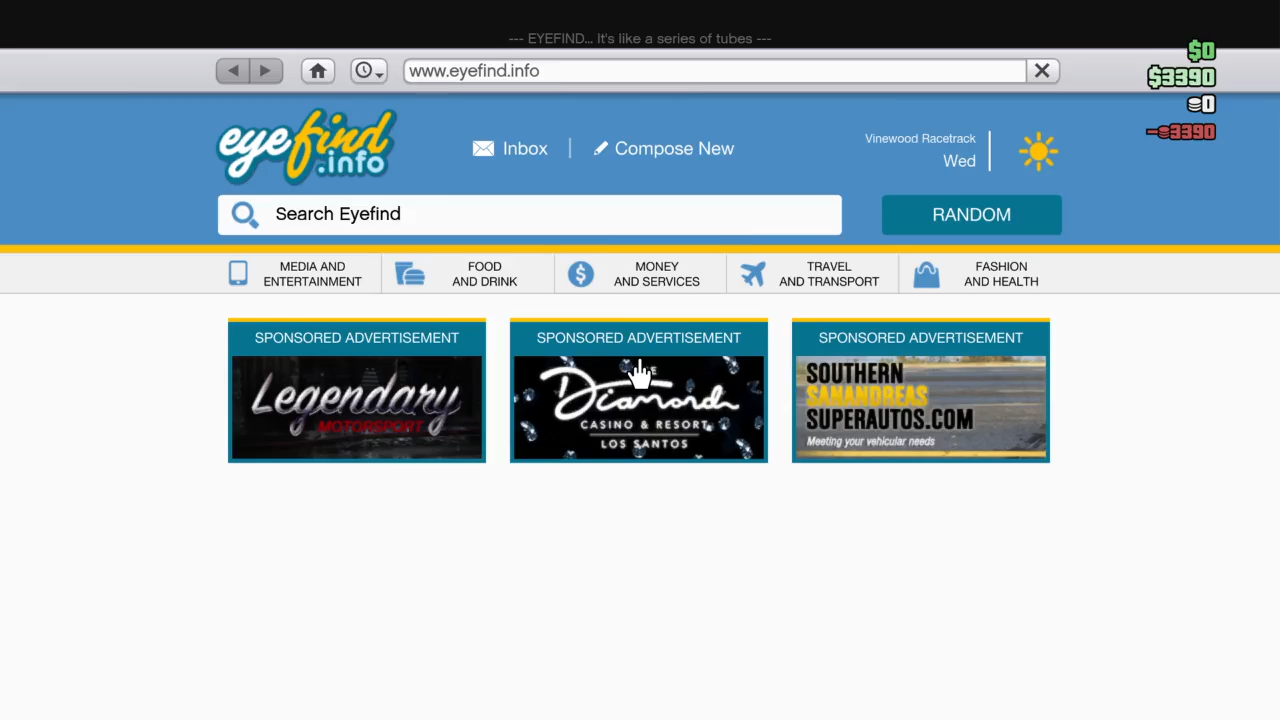 --- EYEFIND... It's like a series of tubes ---
www.eyefind.info
$0
$3390
0
-3390
eyefind
.info
Inbox
Compose New
Vinewood Racetrack
Wed
Search Eyefind
RANDOM
MEDIA AND
ENTERTAINMENT
FOOD
AND DRINK
MONEY
AND SERVICES
TRAVEL
AND TRANSPORT
FASHION
AND HEALTH
SPONSORED ADVERTISEMENT
Legendary
MOTORSPORT
SPONSORED ADVERTISEMENT
Diamond
CASINO & RESORT
LOS SANTOS
SPONSORED ADVERTISEMENT
SOUTHERN
SANANDREAS
SUPERAUTOS.COM
Meeting your vehicular needs